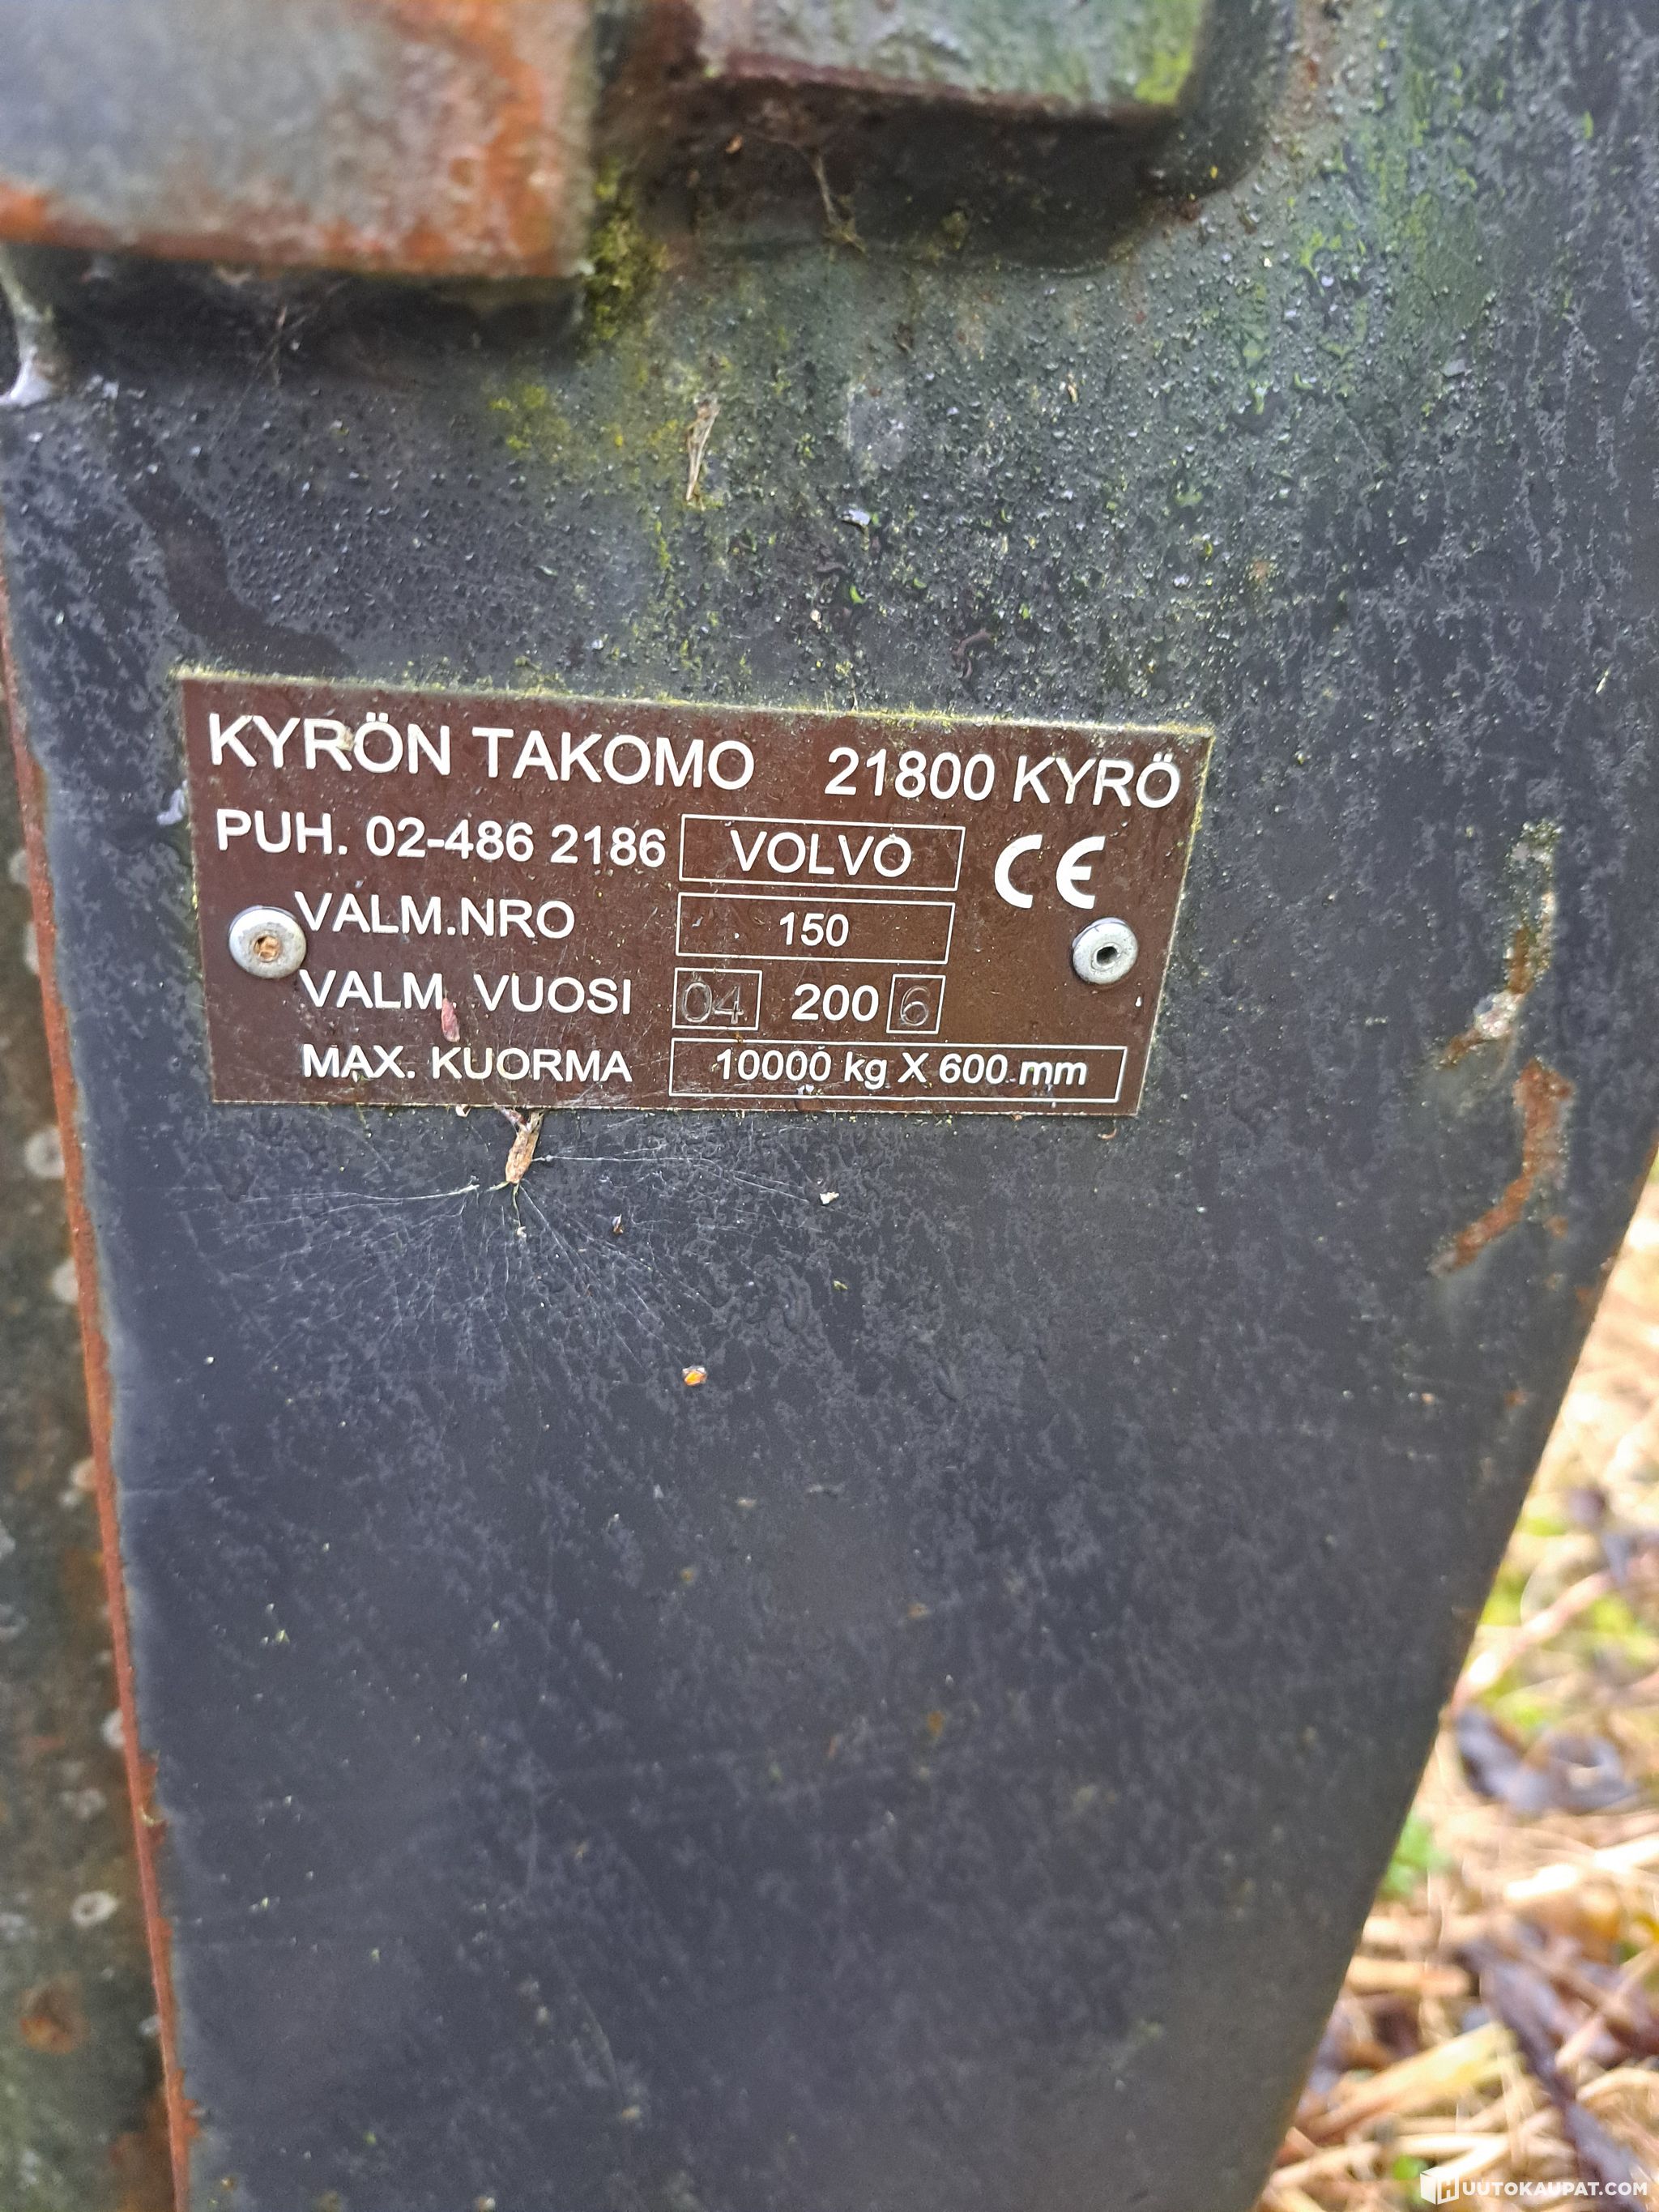 KYRÖN TAKOMO 21800 KYRÖ
PUH. 02-486 2186 VOLVO CE
VALM.NRO 150
VALM. VUOSI 04 2006
MAX. KUORMA 10000 kg X 600 mm
HUUTOKAUPAT.COM